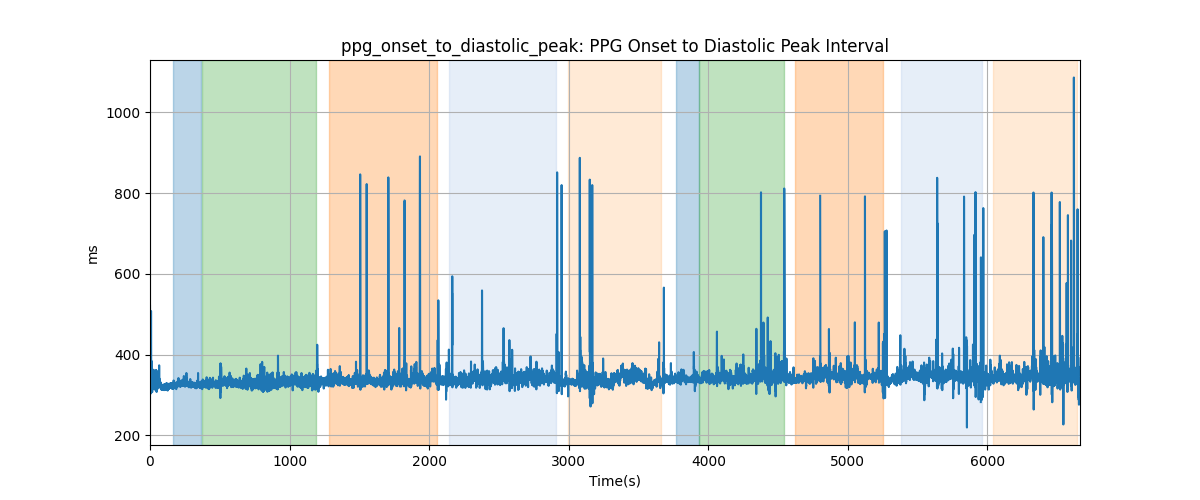 ppg_onset_to_diastolic_peak: PPG Onset to Diastolic Peak Interval
1000
800
600
400
200
ms
0 1000 2000 3000 4000 5000 6000
Time(s)